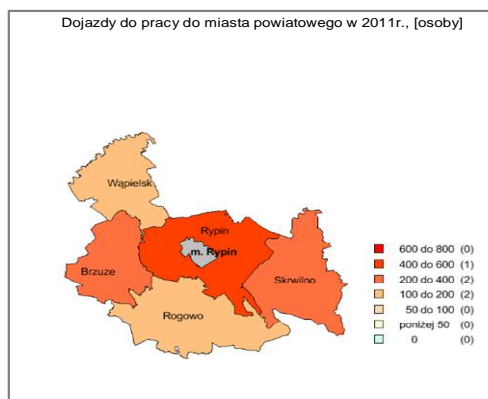 Dojazdy do pracy do miasta powiatowego w 2011r., [osoby]
Wąpielsk
Rypin
m. Rypin
Brzuze
Skrwilno
Rogowo
600 do 800 (0)
400 do 600 (1)
200 do 400 (2)
100 do 200 (2)
50 do 100 (0)
poniżej 50 (0)
0 (0)